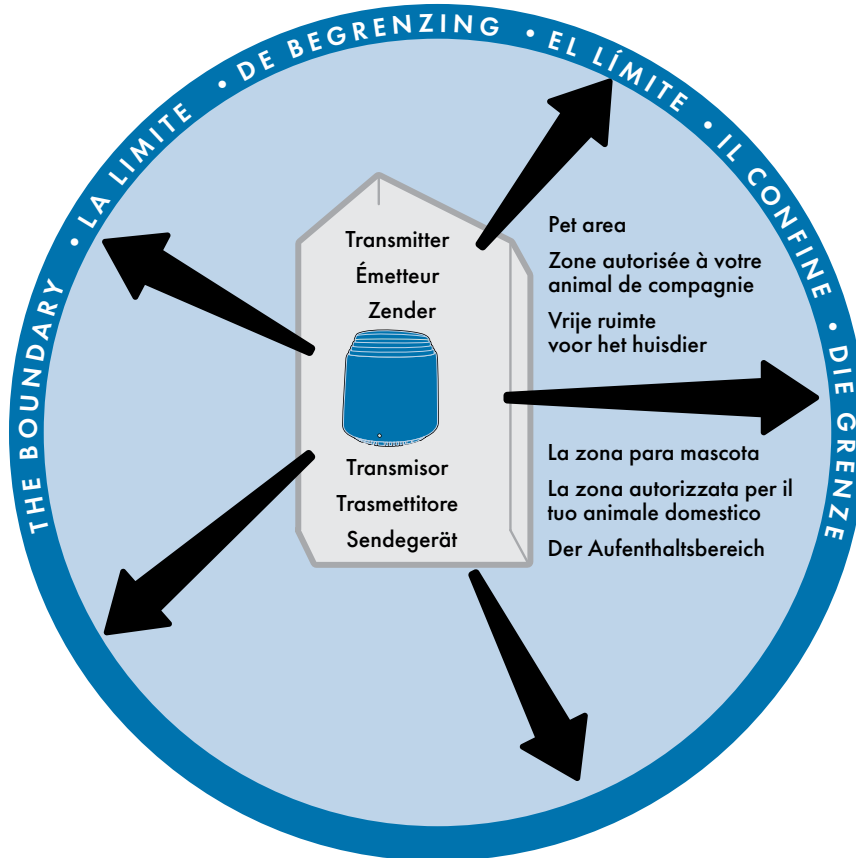 THE BOUNDARY • LA LIMITE • DE BEGRENZING • EL LÍMITE • IL CONFINE • DIE GRENZE
Transmitter
Émetteur
Zender
Transmisor
Trasmettitore
Sendegerät
Pet area
Zone autorisée à votre
animal de compagnie
Vrije ruimte
voor het huisdier
La zona para mascota
La zona autorizzata per il
tuo animale domestico
Der Aufenthaltsbereich